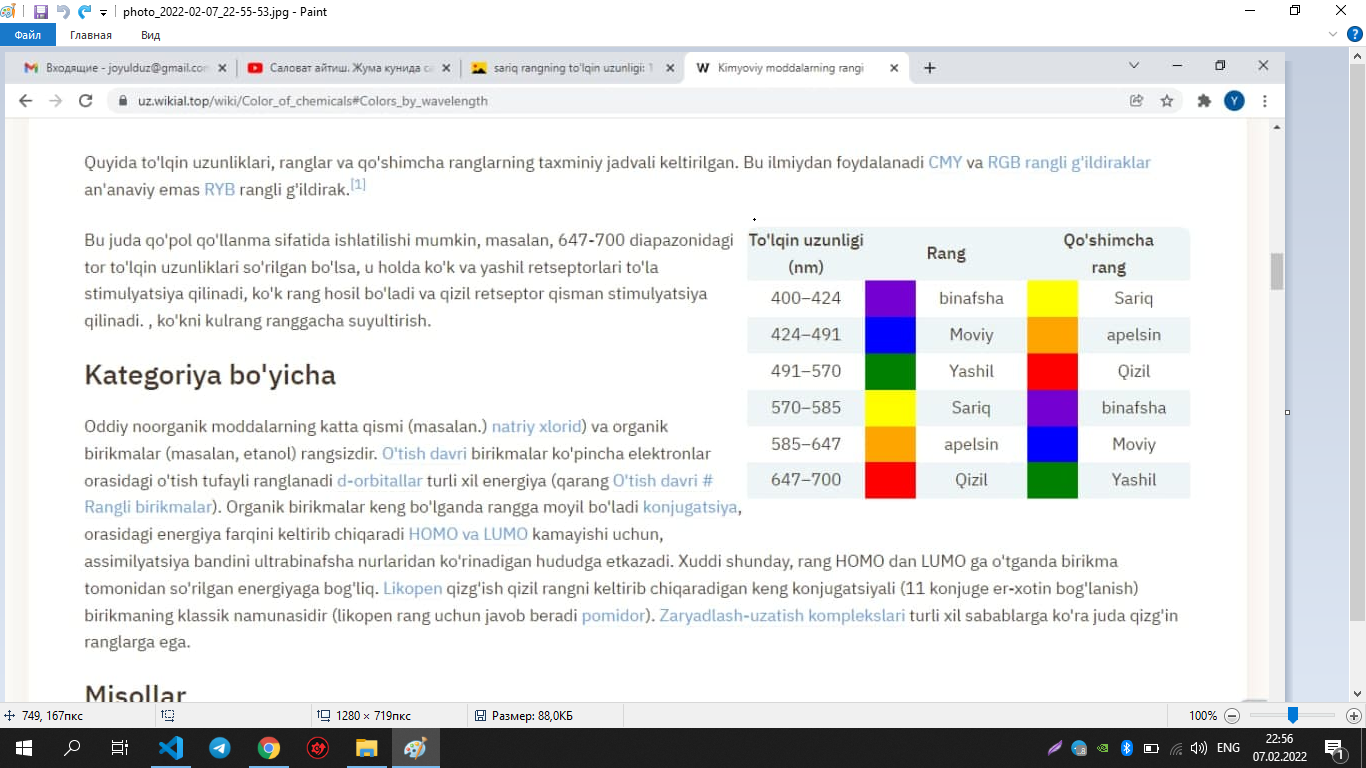 photo_2022-02-07_22-55-53.jpg - Paint
Файл Главная Вид
Входящие - joyulduz@gmail.com
Саловат айтиш. Жума кунида са
sariq rangning to'lqin uzunligi: 1
W Kimyoviy moddalarning rangi
uz.wikial.top/wiki/Color_of_chemicals#Colors_by_wavelength
Y
Quyida to'lqin uzunliklari, ranglar va qo'shimcha ranglarning taxminiy jadvali keltirilgan. Bu ilmiydan foydalanadi CMY va RGB rangli g'ildiraklar
an'anaviy emas RYB rangli g'ildirak.[1]
Bu juda qo'pol qo'llanma sifatida ishlatilishi mumkin, masalan, 647-700 diapazonidagi
tor to'lqin uzunliklari so'rilgan bo'lsa, u holda ko'k va yashil retseptorlari to'la
stimulyatsiya qilinadi, ko'k rang hosil bo'ladi va qizil retseptor qisman stimulyatsiya
qilinadi. , ko'kni kulrang ranggacha suyultirish.
To'lqin uzunligi
(nm)
Rang
Qo'shimcha
rang
400–424 binafsha Sariq
424–491 Moviy apelsin
491–570 Yashil Qizil
570–585 Sariq binafsha
585–647 apelsin Moviy
647–700 Qizil Yashil
Kategoriya bo'yicha
Oddiy noorganik moddalarning katta qismi (masalan.) natriy xlorid) va organik
birikmalar (masalan, etanol) rangsizdir. O'tish davri birikmalar ko'pincha elektronlar
orasidagi o'tish tufayli ranglanadi d-orbitallar turli xil energiya (qarang O'tish davri #
Rangli birikmalar). Organik birikmalar keng bo'lganda rangga moyil bo'ladi konjugatsiya,
orasidagi energiya farqini keltirib chiqaradi HOMO va LUMO kamayishi uchun,
assimilyatsiya bandini ultrabinafsha nurlaridan ko'rinadigan hududga etkazadi. Xuddi shunday, rang HOMO dan LUMO ga o'tganda birikma
tomonidan so'rilgan energiyaga bog'liq. Likopen qizg'ish qizil rangni keltirib chiqaradigan keng konjugatsiyali (11 konjuge er-xotin bog'lanish)
birikmaning klassik namunasidir (likopen rang uchun javob beradi pomidor). Zaryadlash-uzatish komplekslari turli xil sabablarga ko'ra juda qizg'in
ranglarga ega.
Misollar
749, 167пкс
1280 × 719пкс
Размер: 88,0КБ
100%
ENG
22:56
07.02.2022
1